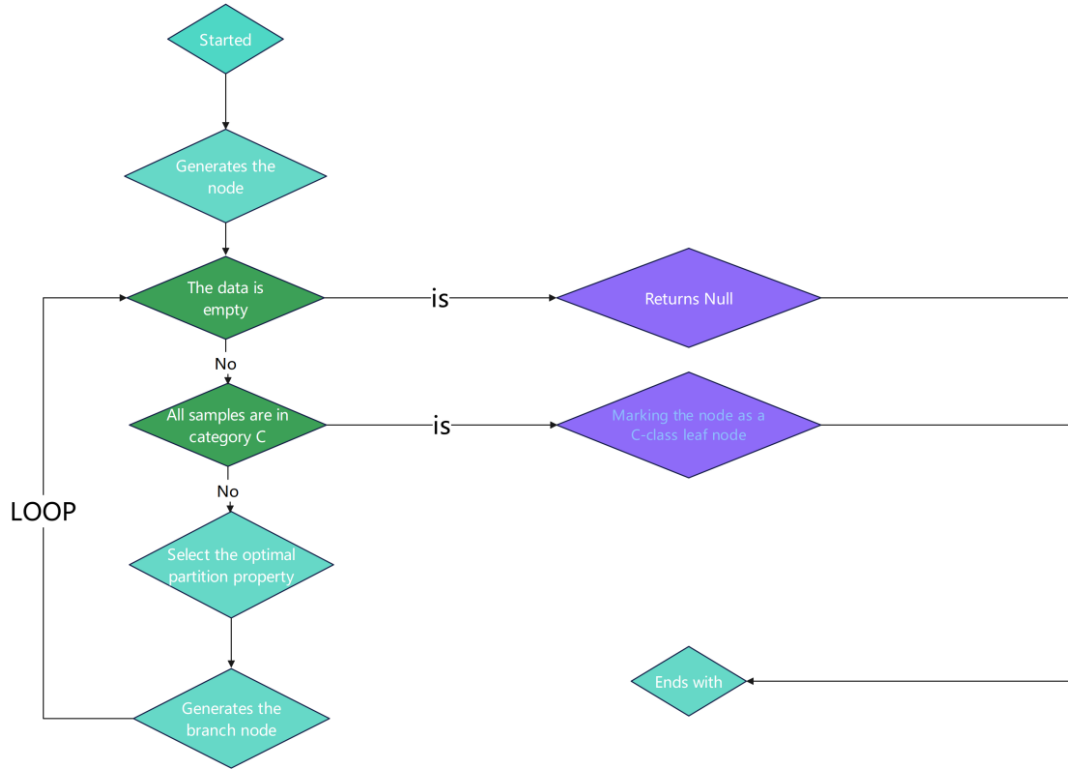 Started
Generates the
node
The data is
empty
is
Returns Null
No
All samples are in
category C
is
Marking the node as a
C-class leaf node
No
LOOP
Select the optimal
partition property
Generates the
branch node
Ends with